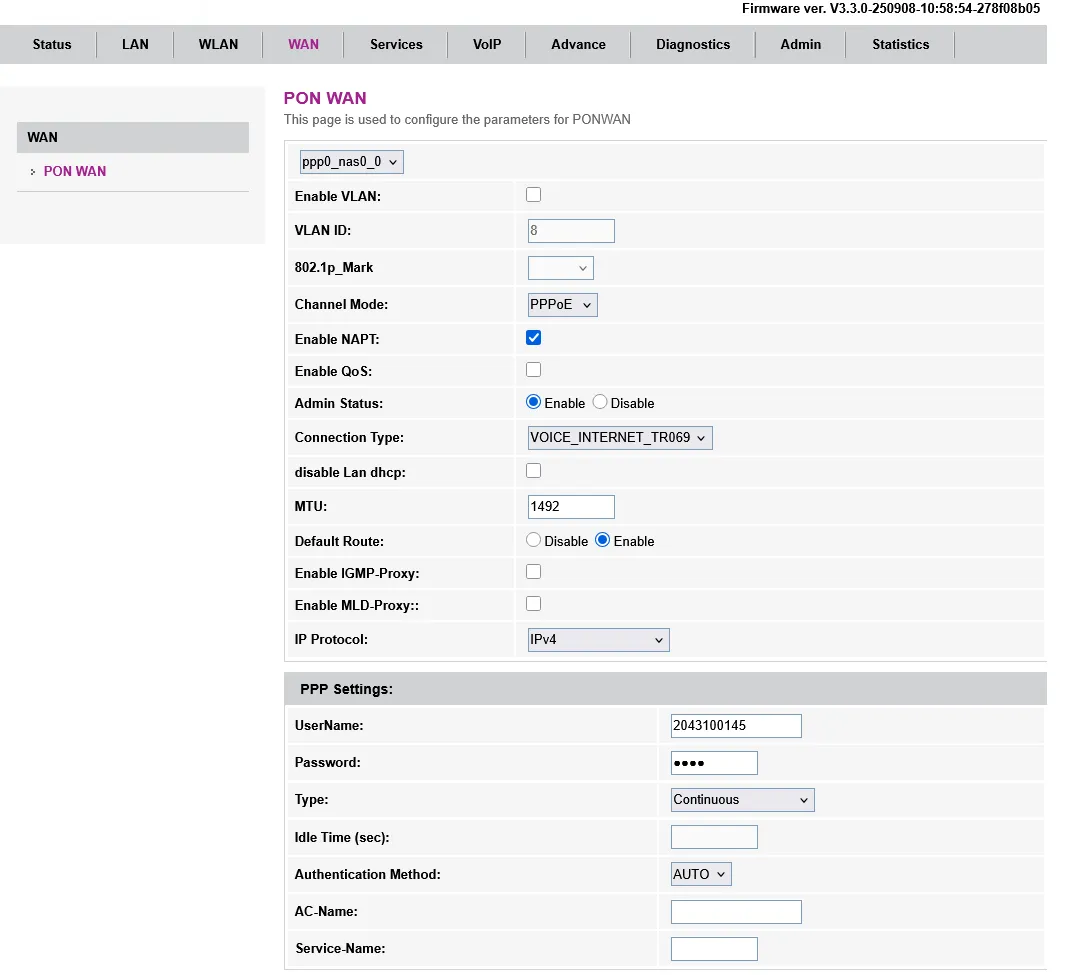 Firmware ver. V3.3.0-250908-10:58:54-278f08b05
Status LAN WLAN WAN Services VoIP Advance Diagnostics Admin Statistics
WAN
PON WAN
PON WAN
This page is used to configure the parameters for PONWAN
ppp0_nas0_0
Enable VLAN:
VLAN ID: 8
802.1p_Mark
Channel Mode: PPPoE
Enable NAPT:
Enable QoS:
Admin Status: Enable Disable
Connection Type: VOICE_INTERNET_TR069
disable Lan dhcp:
MTU: 1492
Default Route: Disable Enable
Enable IGMP-Proxy:
Enable MLD-Proxy::
IP Protocol: IPv4
PPP Settings:
UserName: 2043100145
Password: ••••
Type: Continuous
Idle Time (sec):
Authentication Method: AUTO
AC-Name:
Service-Name: